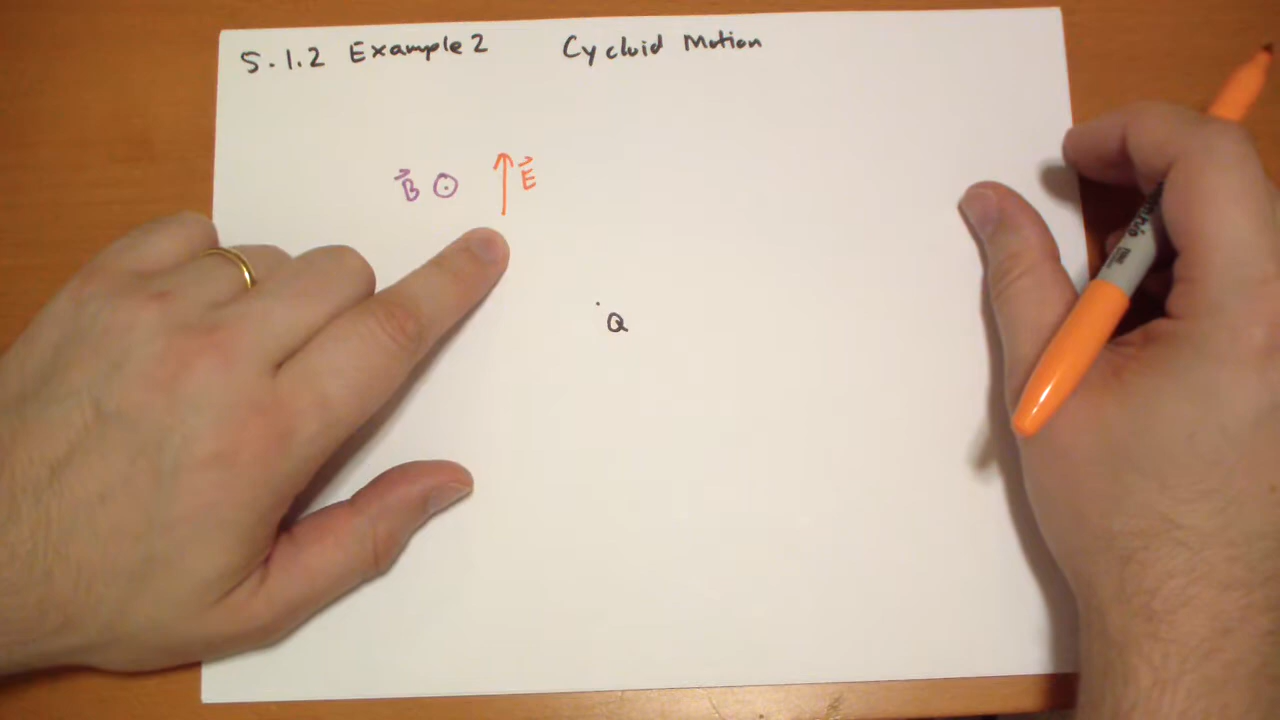 5.1.2 Example 2 Cycloid Motion
B⃗ ⊙ ↑ E⃗
Q